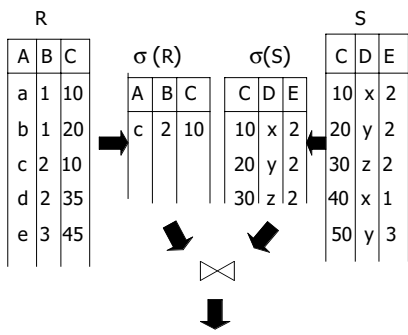 R
A B C
a 1 10
b 1 20
c 2 10
d 2 35
e 3 45
σ (R)
A B C
c 2 10
σ(S)
C D E
10 x 2
20 y 2
30 z 2
S
C D E
10 x 2
20 y 2
30 z 2
40 x 1
50 y 3